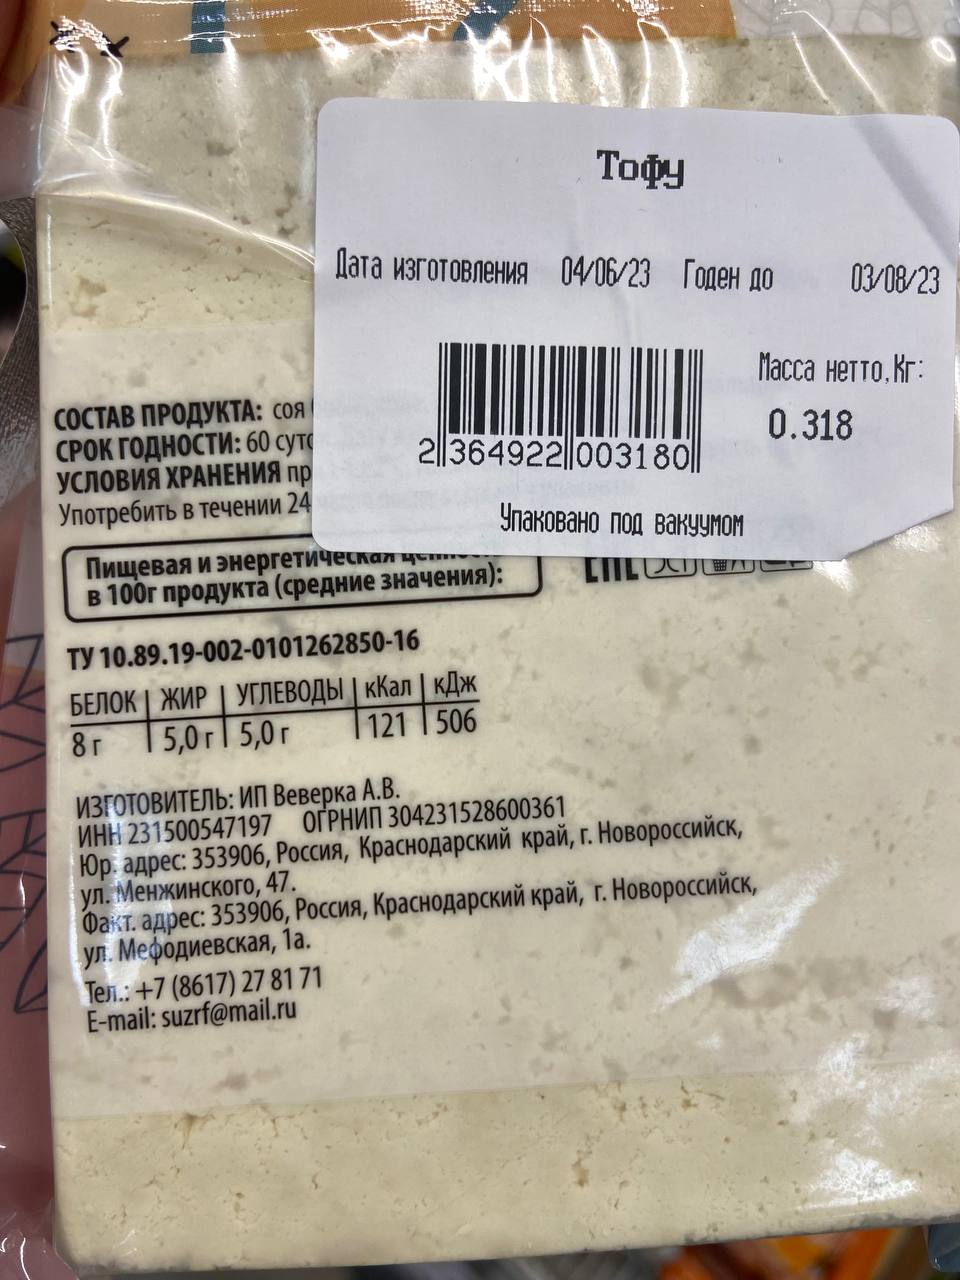 Тофу
Дата изготовления 04/06/23 Годен до 03/08/23
Масса нетто, Кг:
0.318
2 364922 003180
Упаковано под вакуумом
СОСТАВ ПРОДУКТА: соя
СРОК ГОДНОСТИ: 60 суто
УСЛОВИЯ ХРАНЕНИЯ пр
Употребить в течении 24
Пищевая и энергетическая
в 100г продукта (средние значения):
ТУ 10.89.19-002-0101262850-16
БЕЛОК | ЖИР | УГЛЕВОДЫ | кКал | кДж
8 г | 5,0 г | 5,0 г | 121 | 506
ИЗГОТОВИТЕЛЬ: ИП Веверка А.В.
ИНН 231500547197 ОГРНИП 304231528600361
Юр. адрес: 353906, Россия, Краснодарский край, г. Новороссийск,
ул. Менжинского, 47.
Факт. адрес: 353906, Россия, Краснодарский край, г. Новороссийск,
ул. Мефодиевская, 1а.
Тел.: +7 (8617) 27 81 71
E-mail: suzrf@mail.ru